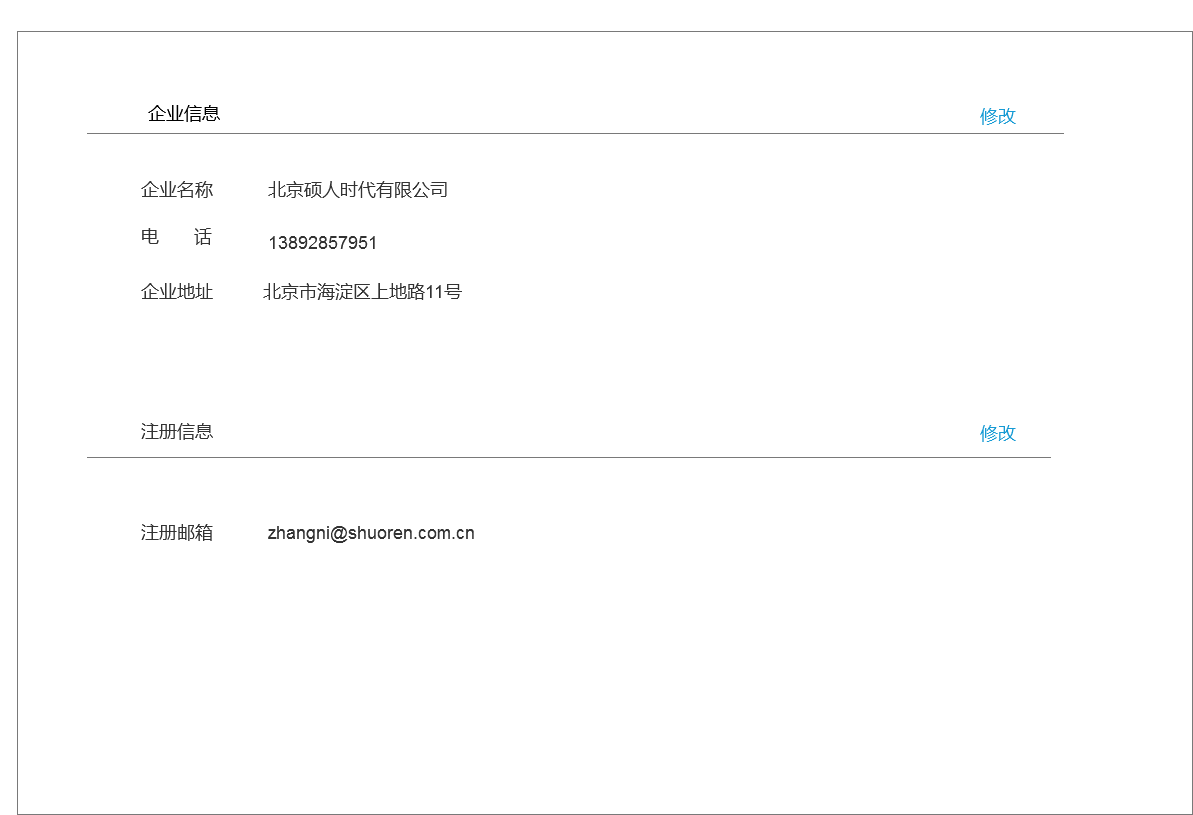 企业信息 修改
企业名称 北京硕人时代有限公司
电 话 13892857951
企业地址 北京市海淀区上地路11号
注册信息 修改
注册邮箱 zhangni@shuoren.com.cn